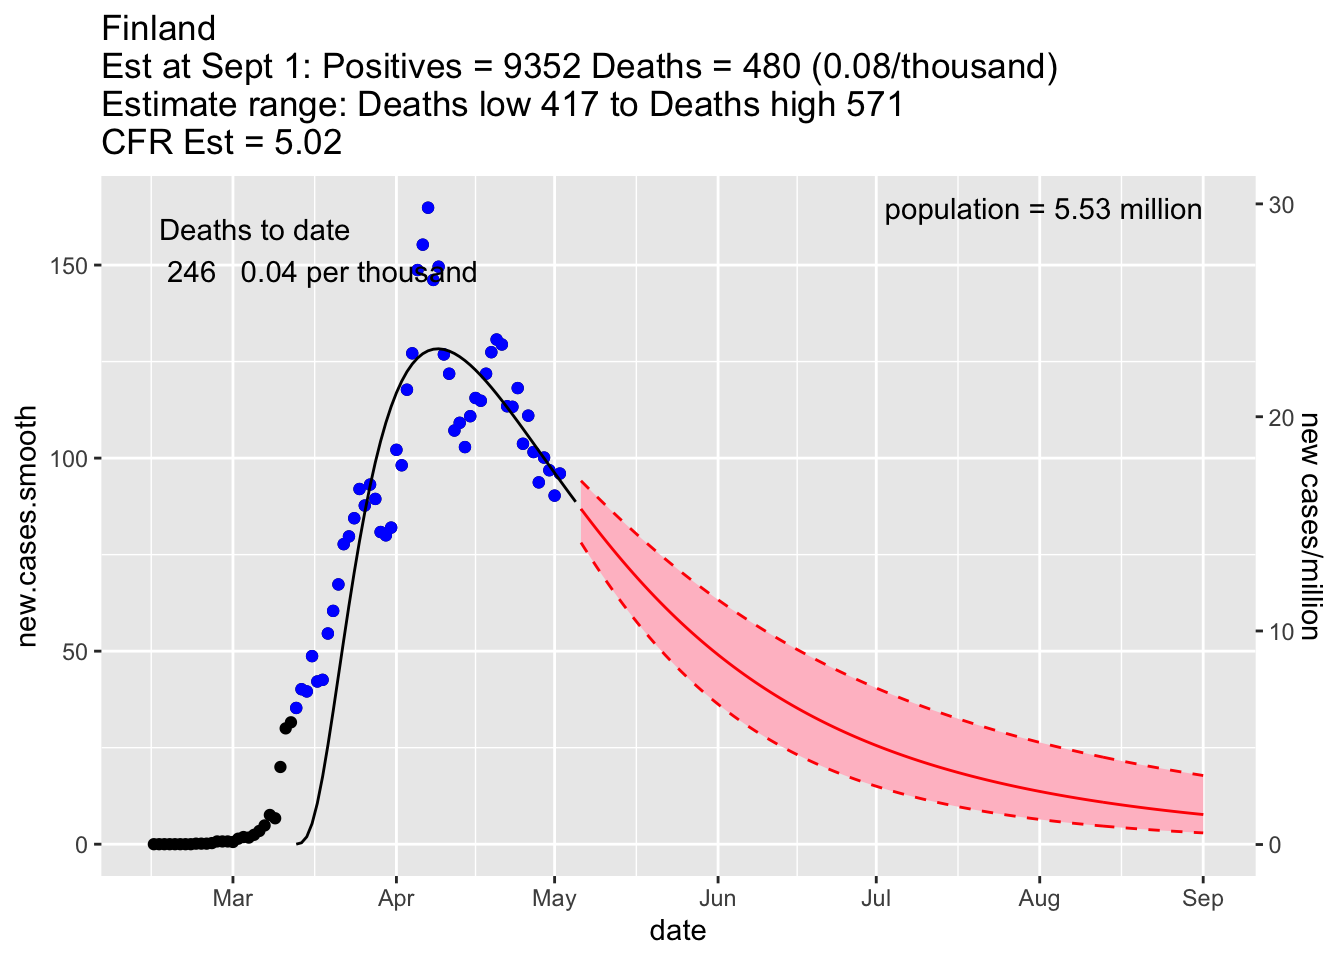 Finland
Est at Sept 1: Positives = 9352 Deaths = 480 (0.08/thousand)
Estimate range: Deaths low 417 to Deaths high 571
CFR Est = 5.02
Deaths to date
246 0.04 per thousand
population = 5.53 million
new.cases.smooth
150
100
50
0
30
20
10
0
new cases/million
Mar Apr May Jun Jul Aug Sep
date